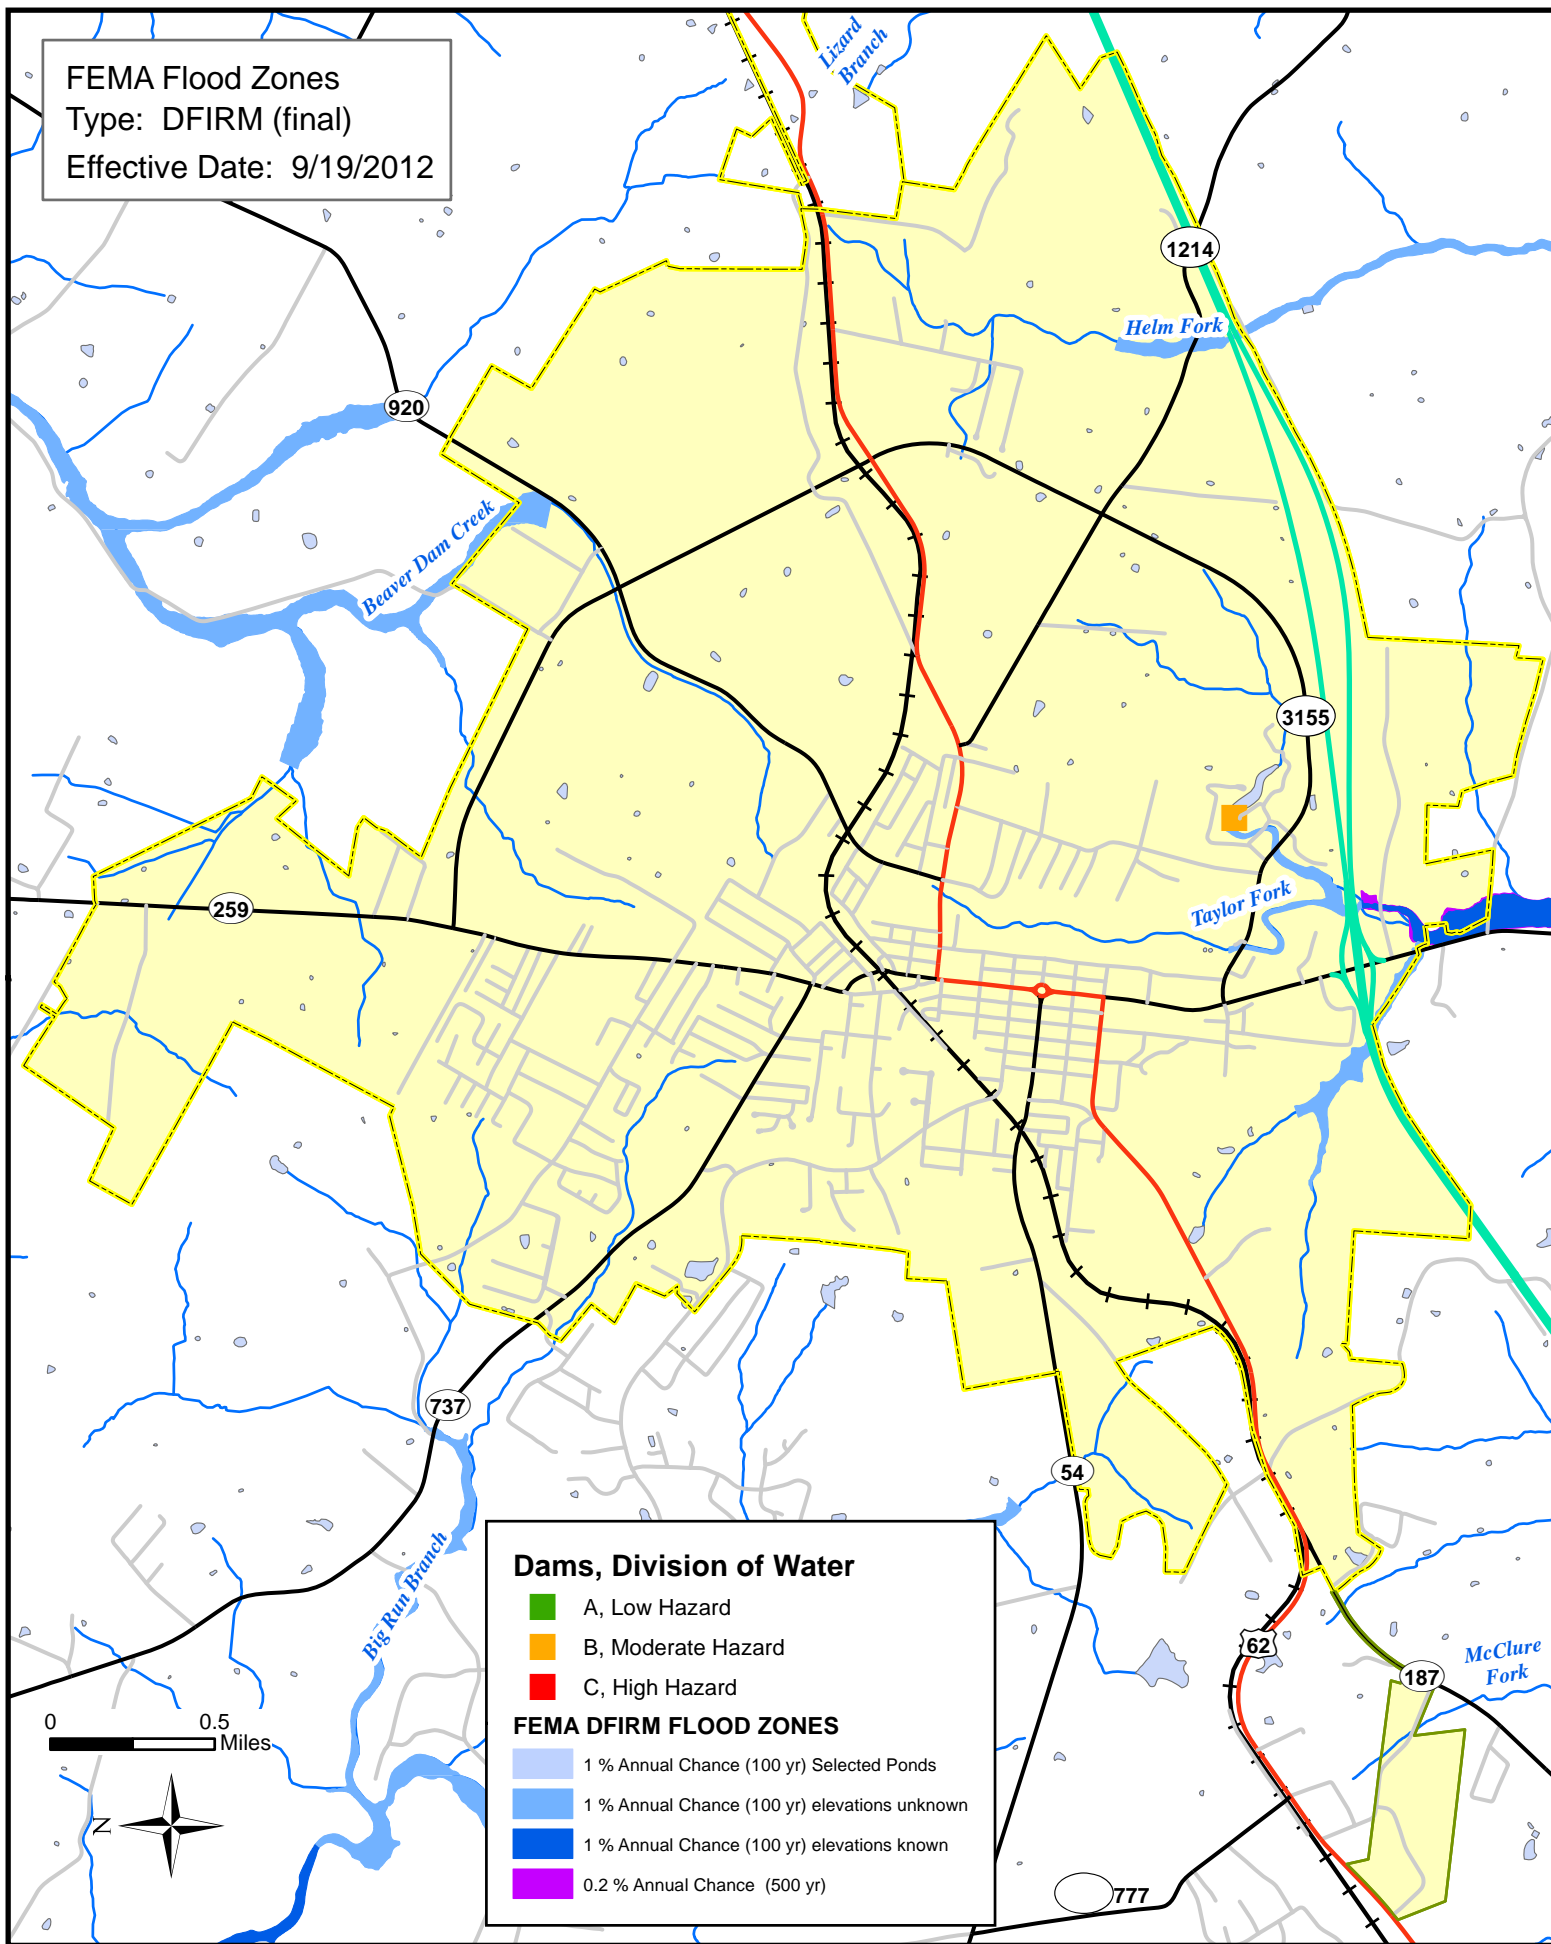 FEMA Flood Zones
Type: DFIRM (final)
Effective Date: 9/19/2012
Lizard
Branch
1214
Helm Fork
920
Beaver Dam Creek
3155
Taylor Fork
259
737
54
Big Run Branch
62
187
McClure
Fork
777
0 0.5
Miles
N
Dams, Division of Water
A, Low Hazard
B, Moderate Hazard
C, High Hazard
FEMA DFIRM FLOOD ZONES
1 % Annual Chance (100 yr) Selected Ponds
1 % Annual Chance (100 yr) elevations unknown
1 % Annual Chance (100 yr) elevations known
0.2 % Annual Chance (500 yr)